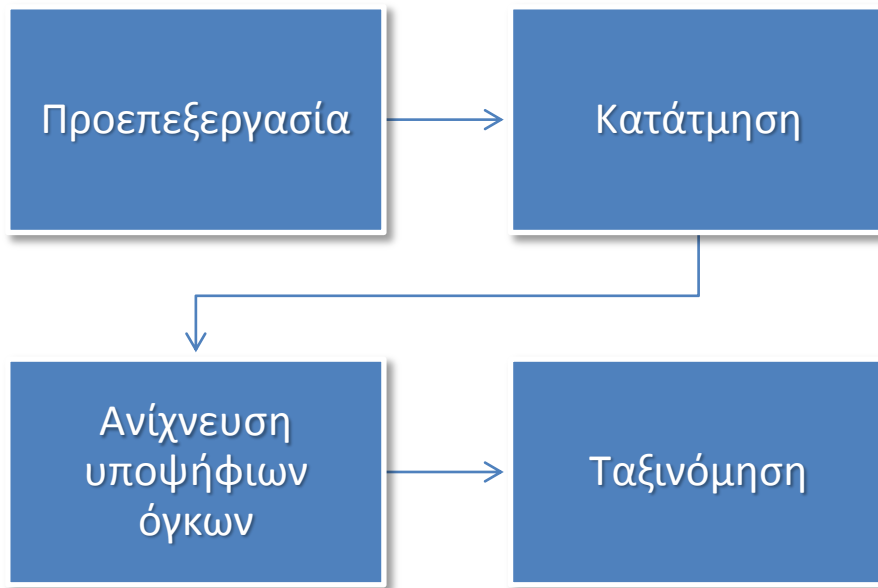 Προεπεξεργασία
Κατάτμηση
Ανίχνευση
υποψήφιων
όγκων
Ταξινόμηση